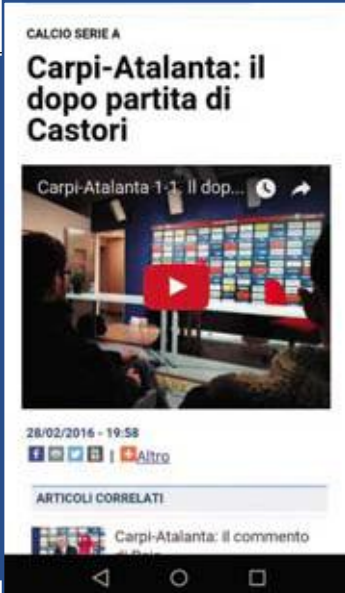 CALCIO SERIE A
Carpi-Atalanta: il
dopo partita di
Castori
Carpi-Atalanta 1-1. Il dop...
28/02/2016 - 19:58
| Altro
ARTICOLI CORRELATI
Carpi-Atalanta: il commento
di